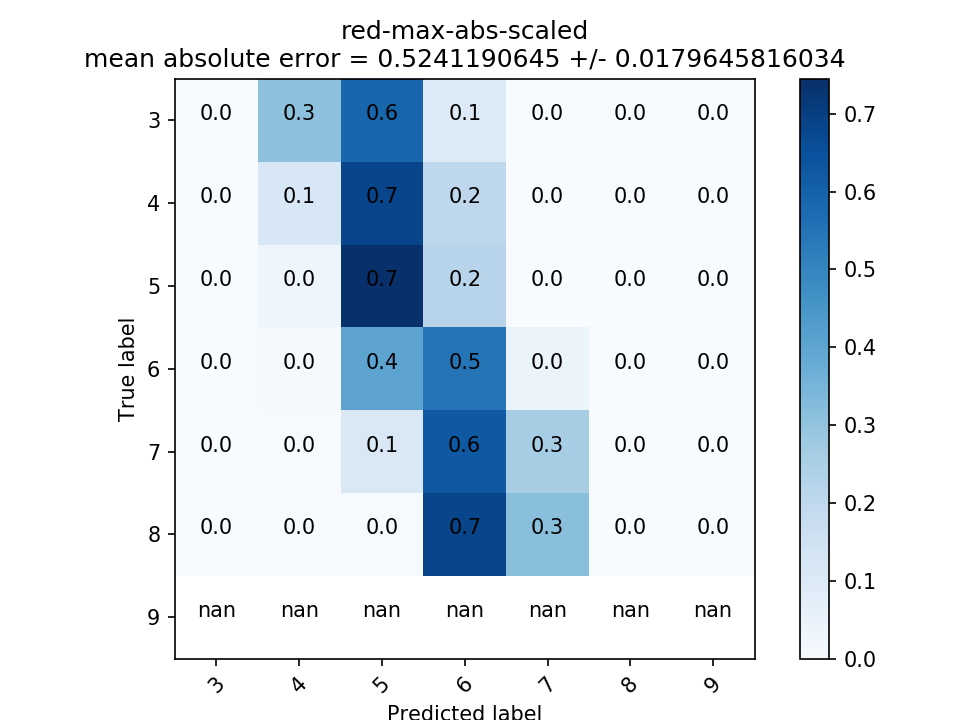 red-max-abs-scaled
mean absolute error = 0.5241190645 +/- 0.0179645816034
3 0.0 0.3 0.6 0.1 0.0 0.0 0.0
4 0.0 0.1 0.7 0.2 0.0 0.0 0.0
5 0.0 0.0 0.7 0.2 0.0 0.0 0.0
6 0.0 0.0 0.4 0.5 0.0 0.0 0.0
7 0.0 0.0 0.1 0.6 0.3 0.0 0.0
8 0.0 0.0 0.0 0.7 0.3 0.0 0.0
9 nan nan nan nan nan nan nan
3 4 5 6 7 8 9
True label
Predicted label
0.7
0.6
0.5
0.4
0.3
0.2
0.1
0.0